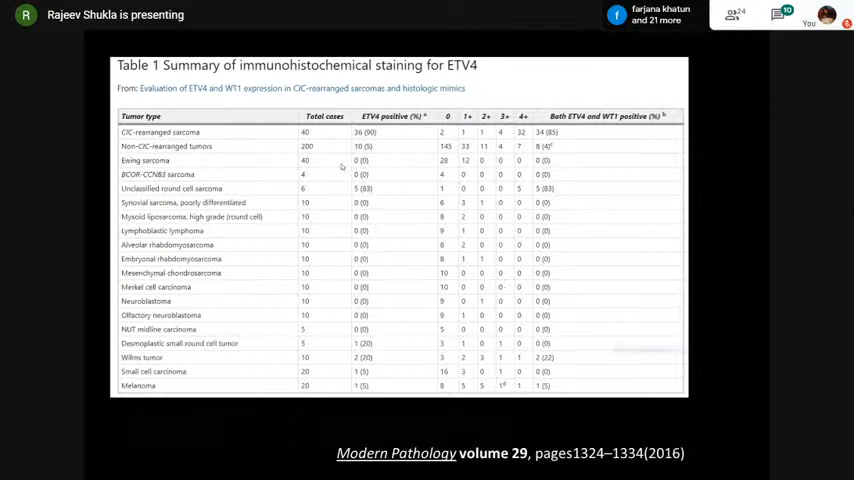 R Rajeev Shukla is presenting
f farjana khatun
and 21 more
24
10
You
Table 1 Summary of immunohistochemical staining for ETV4
From: Evaluation of ETV4 and WT1 expression in CIC-rearranged sarcomas and histologic mimics
Tumor type Total cases ETV4 positive (%) a 0 1+ 2+ 3+ 4+ Both ETV4 and WT1 positive (%) b
CIC-rearranged sarcoma 40 36 (90) 2 1 1 4 32 34 (85)
Non-CIC-rearranged tumors 200 10 (5) 145 33 11 4 7 8 (4)c
Ewing sarcoma 40 0 (0) 28 12 0 0 0 0 (0)
BCOR-CCNB3 sarcoma 4 0 (0) 4 0 0 0 0 0 (0)
Unclassified round cell sarcoma 6 5 (83) 1 0 0 0 5 5 (83)
Synovial sarcoma, poorly differentiated 10 0 (0) 6 3 1 0 0 0 (0)
Myxoid liposarcoma, high grade (round cell) 10 0 (0) 8 2 0 0 0 0 (0)
Lymphoblastic lymphoma 10 0 (0) 9 1 0 0 0 0 (0)
Alveolar rhabdomyosarcoma 10 0 (0) 8 2 0 0 0 0 (0)
Embryonal rhabdomyosarcoma 10 0 (0) 8 1 1 0 0 0 (0)
Mesenchymal chondrosarcoma 10 0 (0) 10 0 0 0 0 0 (0)
Merkel cell carcinoma 10 0 (0) 10 0 0 0 0 0 (0)
Neuroblastoma 10 0 (0) 9 0 1 0 0 0 (0)
Olfactory neuroblastoma 10 0 (0) 9 1 0 0 0 0 (0)
NUT midline carcinoma 5 0 (0) 5 0 0 0 0 0 (0)
Desmoplastic small round cell tumor 5 1 (20) 3 1 0 1 0 0 (0)
Wilms tumor 10 2 (20) 3 2 3 1 1 2 (22)
Small cell carcinoma 20 1 (5) 16 3 0 1 0 0 (0)
Melanoma 20 1 (5) 8 5 5 1d 1 1 (5)
Modern Pathology volume 29, pages1324–1334(2016)